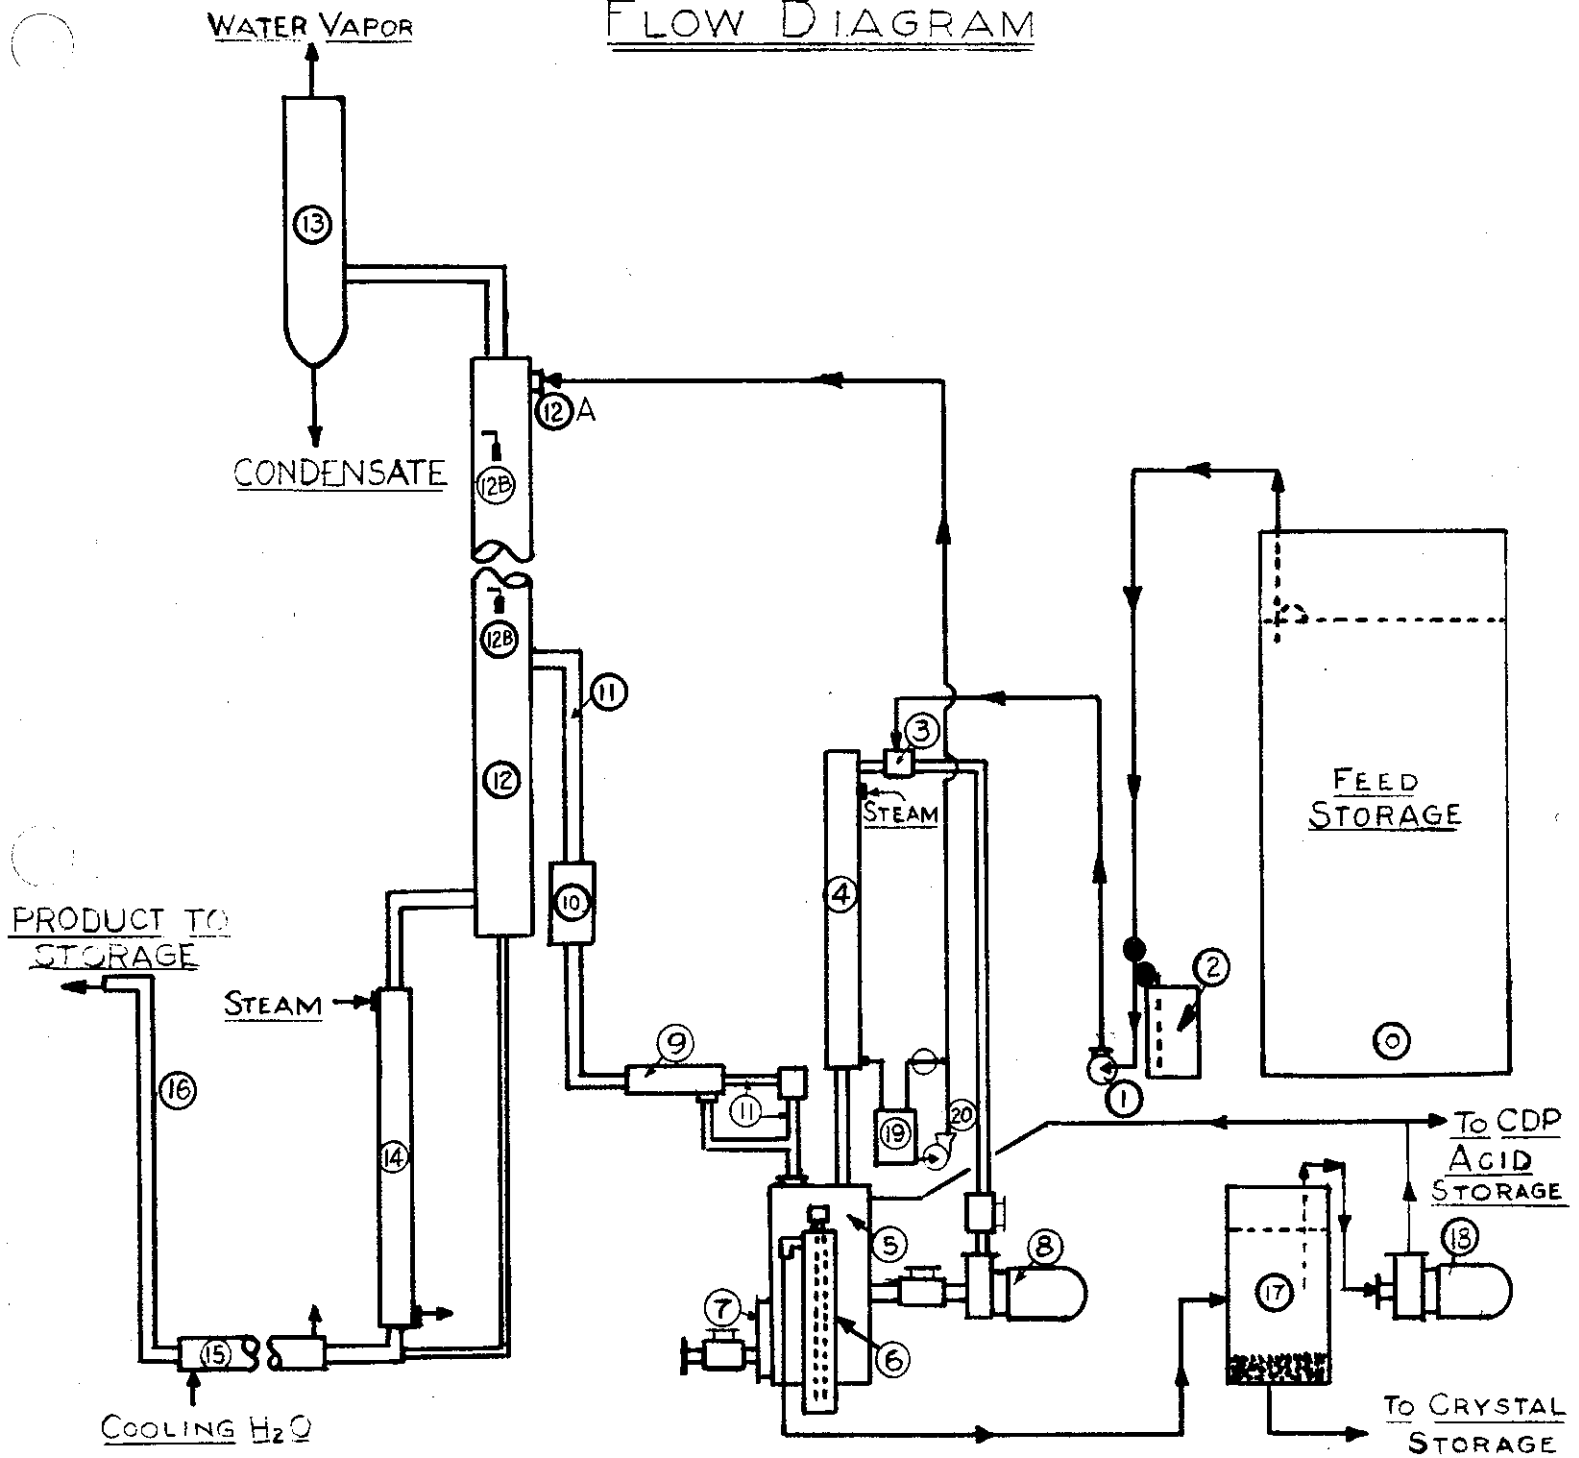 FLOW DIAGRAM
WATER VAPOR
13
12 A
CONDENSATE
12B
12B
11
12
3
STEAM
FEED
STORAGE
4
10
PRODUCT TO
STORAGE
2
STEAM
0
9
16
1
11
19
20
TO CDP
ACID
STORAGE
14
5
8
18
17
7
6
15
COOLING H2O
TO CRYSTAL
STORAGE